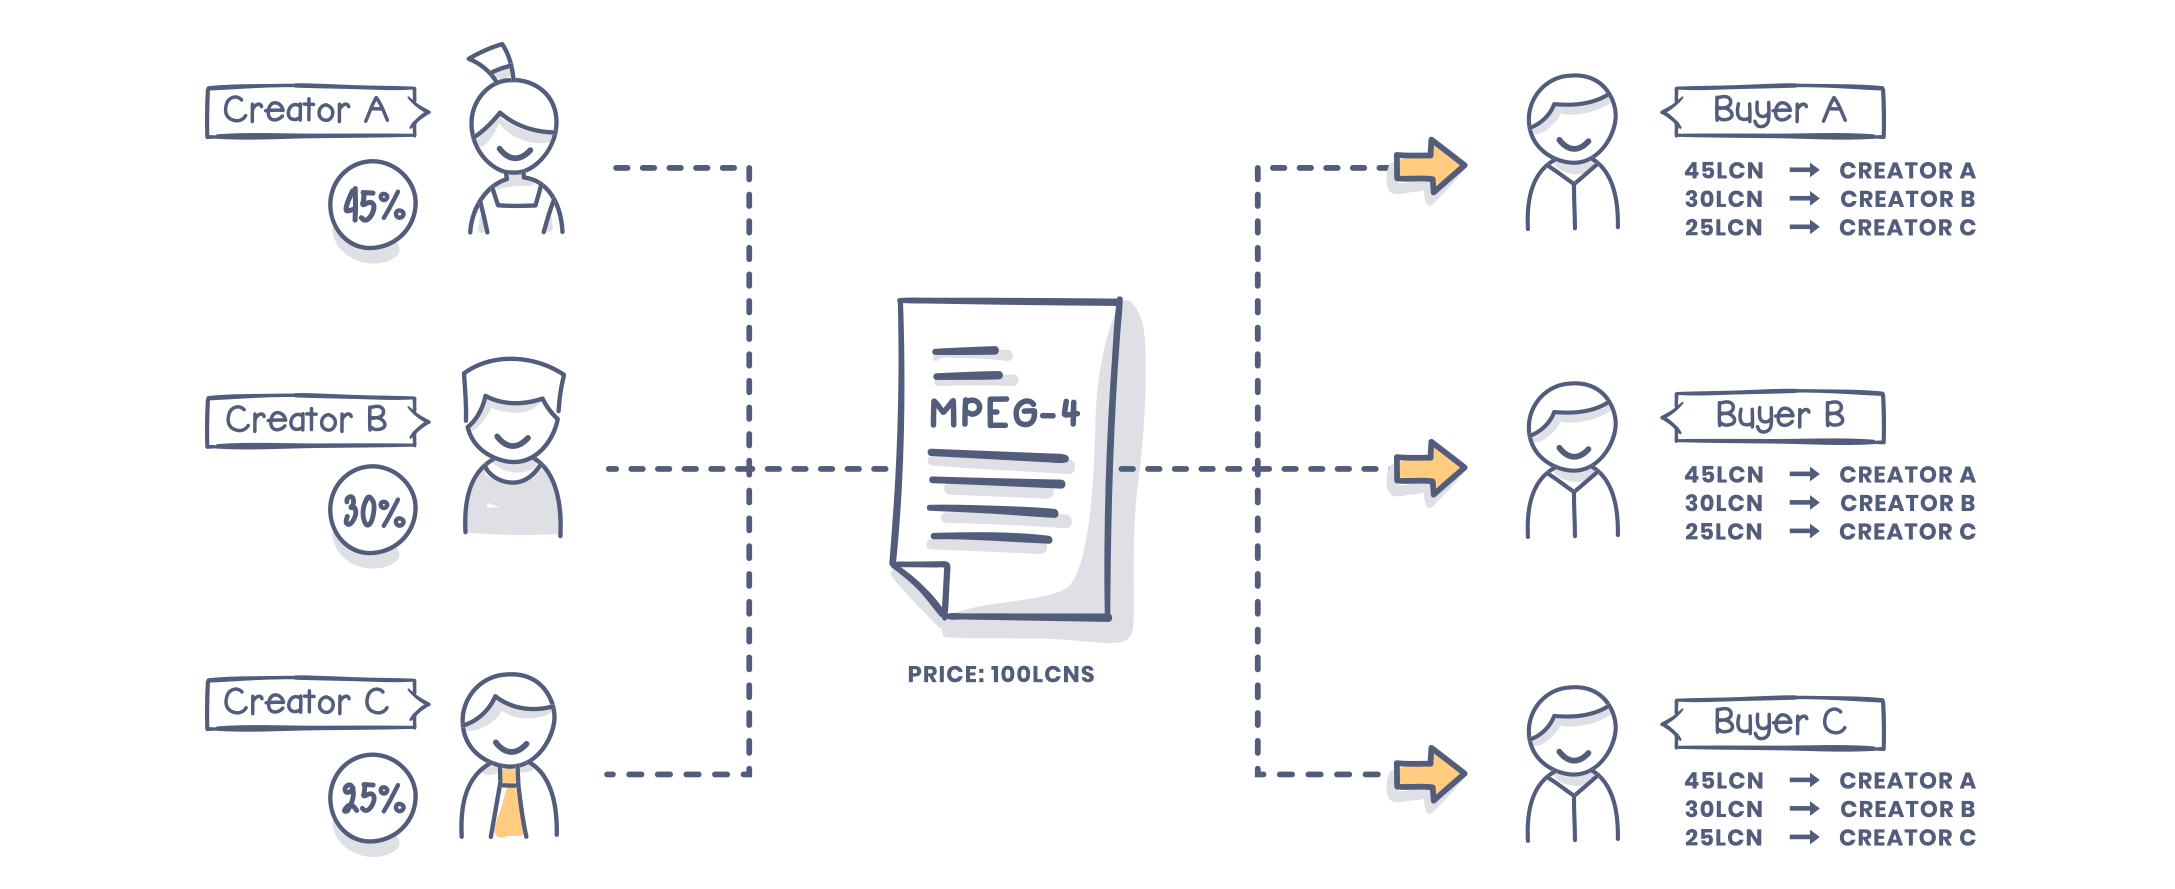 Creator A
45%
Creator B
30%
Creator C
25%
MPEG-4
PRICE: 100LCNS
Buyer A
45LCN → CREATOR A
30LCN → CREATOR B
25LCN → CREATOR C
Buyer B
45LCN → CREATOR A
30LCN → CREATOR B
25LCN → CREATOR C
Buyer C
45LCN → CREATOR A
30LCN → CREATOR B
25LCN → CREATOR C